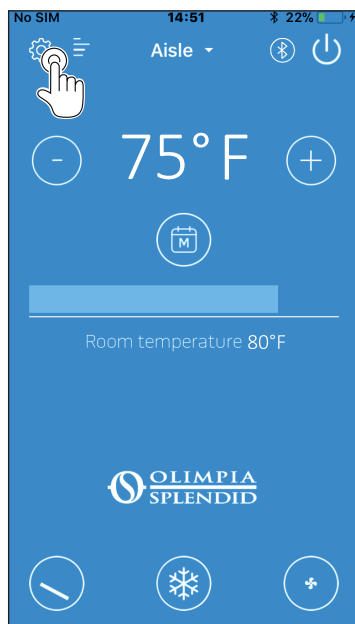 No SIM 14:51 22%
Aisle
- 75°F +
M
Room temperature 80°F
OLIMPIA
SPLENDID